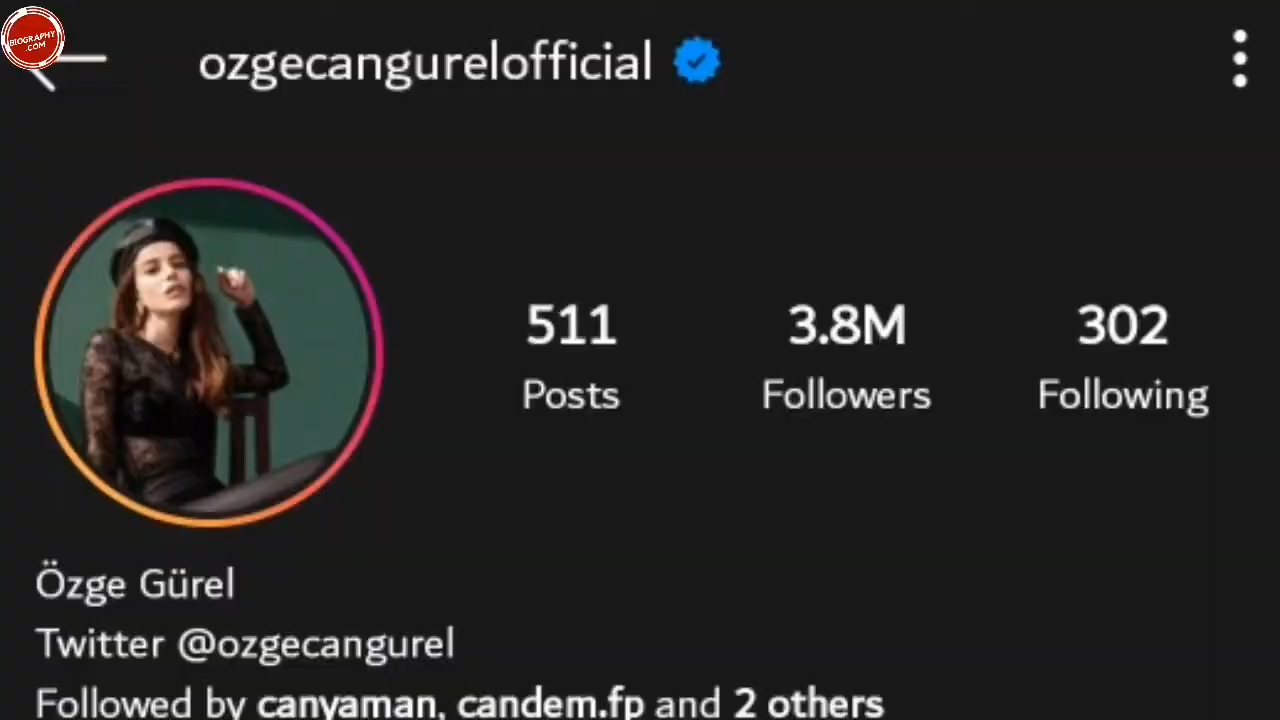 BIOGRAPHY
.COM
ozgecangurelofficial
511
3.8M
302
Posts
Followers
Following
Özge Gürel
Twitter @ozgecangurel
Followed by canyaman, candem.fp and 2 others